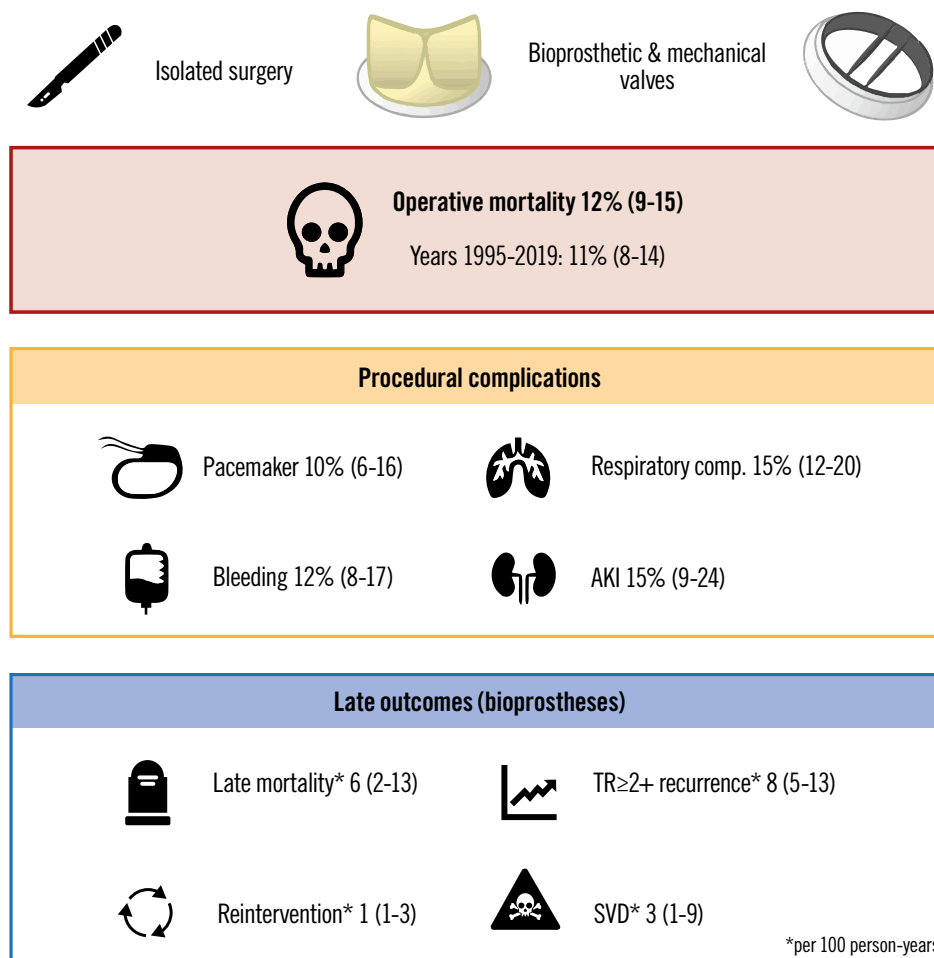 Isolated surgery
Bioprosthetic & mechanical
valves
Operative mortality 12% (9-15)
Years 1995-2019: 11% (8-14)
Procedural complications
Pacemaker 10% (6-16)
Respiratory comp. 15% (12-20)
Bleeding 12% (8-17)
AKI 15% (9-24)
Late outcomes (bioprostheses)
Late mortality* 6 (2-13)
TR≥2+ recurrence* 8 (5-13)
Reintervention* 1 (1-3)
SVD* 3 (1-9)
*per 100 person-years